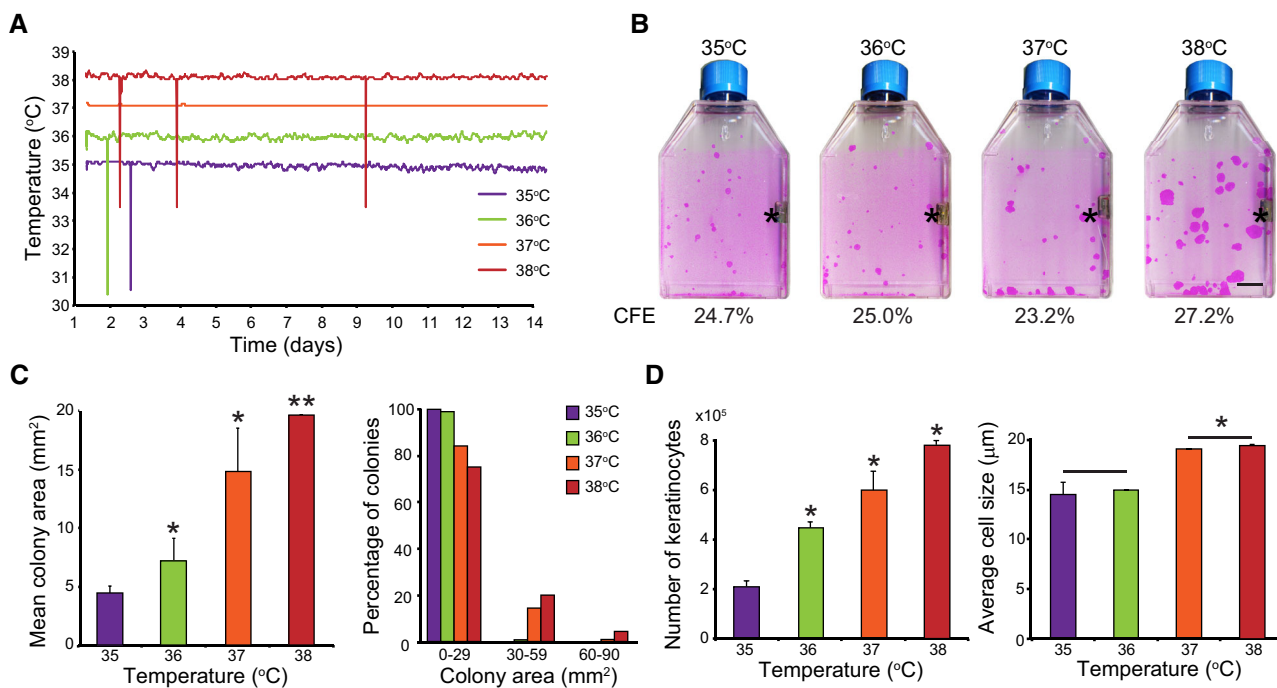 A
Temperature (°C)
39
38
37
36
35
34
33
32
31
30
1 2 3 4 5 6 7 8 9 10 11 12 13 14
Time (days)
35°C
36°C
37°C
38°C
B
35°C 36°C 37°C 38°C
* * * *
CFE 24.7% 25.0% 23.2% 27.2%
C
Mean colony area (mm²)
20
15
10
5
0
* * **
35 36 37 38
Temperature (°C)
Percentage of colonies
100
80
60
40
20
0
35°C
36°C
37°C
38°C
0-29 30-59 60-90
Colony area (mm²)
D
Number of keratinocytes
x10⁵
8
6
4
2
0
* * *
35 36 37 38
Temperature (°C)
Average cell size (μm)
20
15
10
5
0
*
35 36 37 38
Temperature (°C)